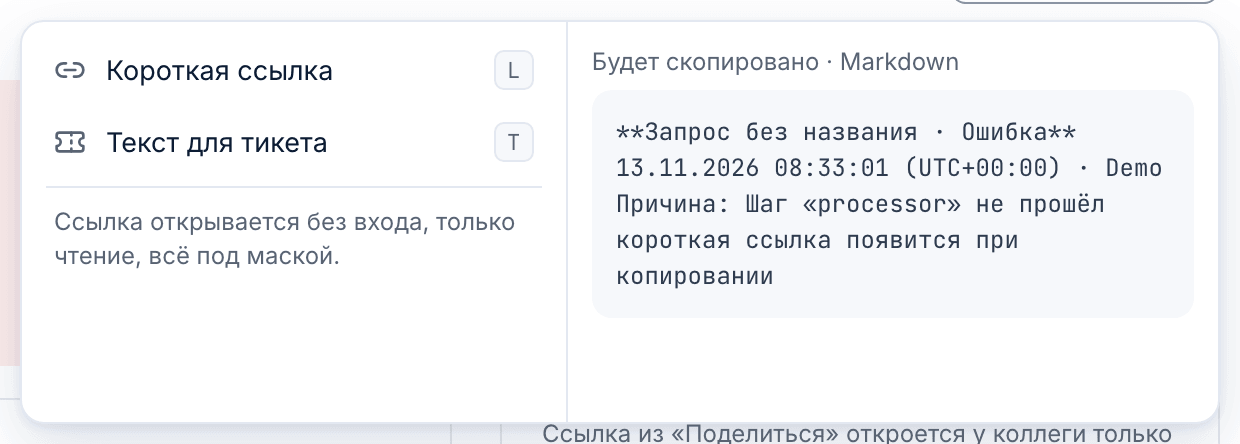 Короткая ссылка L
Текст для тикета T
Ссылка открывается без входа, только
чтение, всё под маской.
Будет скопировано · Markdown
**Запрос без названия · Ошибка**
13.11.2026 08:33:01 (UTC+00:00) · Demo
Причина: Шаг «processor» не прошёл
короткая ссылка появится при
копировании
Ссылка из «Поделиться» откроется у коллеги только